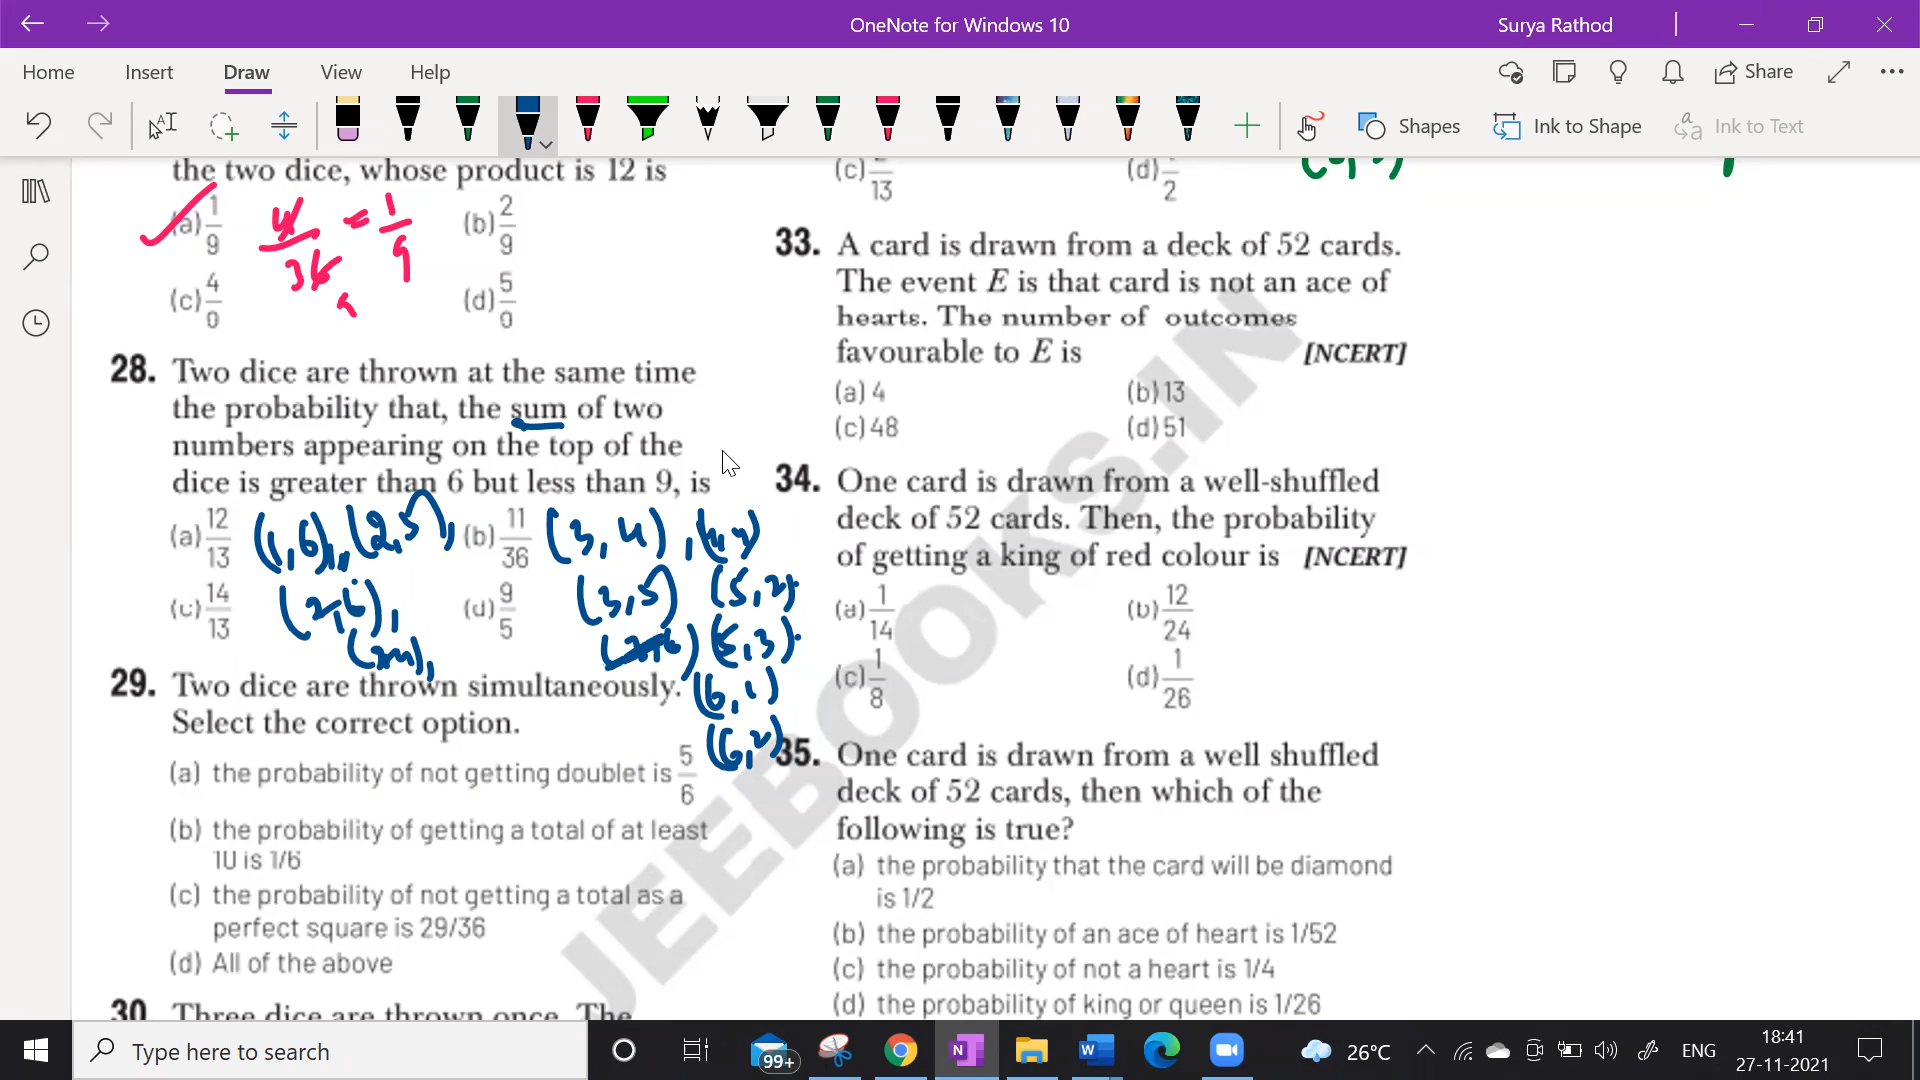 OneNote for Windows 10
Surya Rathod
Home Insert Draw View Help
Share
Shapes Ink to Shape Ink to Text
the two dice, whose product is 12 is
(a) 1/9 4/36 = 1/9 (b) 2/9
9
(c) 4/0 (d) 5/0
28. Two dice are thrown at the same time
the probability that, the sum of two
numbers appearing on the top of the
dice is greater than 6 but less than 9, is
(a) 12/13 (1,6), (2,5), (b) 11/36 (3,4),
(c) 14/13 (2,6), (d) 9/5 (3,5) (5,2)
(5,3)
(6,1)
(6,2)
29. Two dice are thrown simultaneously.
Select the correct option.
(a) the probability of not getting doublet is 5/6
(b) the probability of getting a total of at least
10 is 1/6
(c) the probability of not getting a total as a
perfect square is 29/36
(d) All of the above
30. Three dice are thrown once. The
(c) /13 (d) /2
33. A card is drawn from a deck of 52 cards.
The event E is that card is not an ace of
hearts. The number of outcomes
favourable to E is [NCERT]
(a) 4 (b) 13
(c) 48 (d) 51
34. One card is drawn from a well-shuffled
deck of 52 cards. Then, the probability
of getting a king of red colour is [NCERT]
(a) 1/14 (b) 12/24
(c) 1/8 (d) 1/26
35. One card is drawn from a well shuffled
deck of 52 cards, then which of the
following is true?
(a) the probability that the card will be diamond
is 1/2
(b) the probability of an ace of heart is 1/52
(c) the probability of not a heart is 1/4
(d) the probability of king or queen is 1/26
JEEBOOKS.IN
Type here to search
99+
26°C
ENG
18:41
27-11-2021